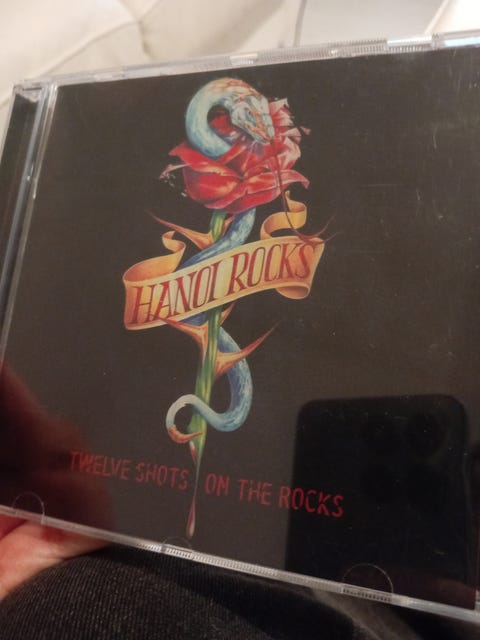 HANOI ROCKS
TWELVE SHOTS ON THE ROCKS